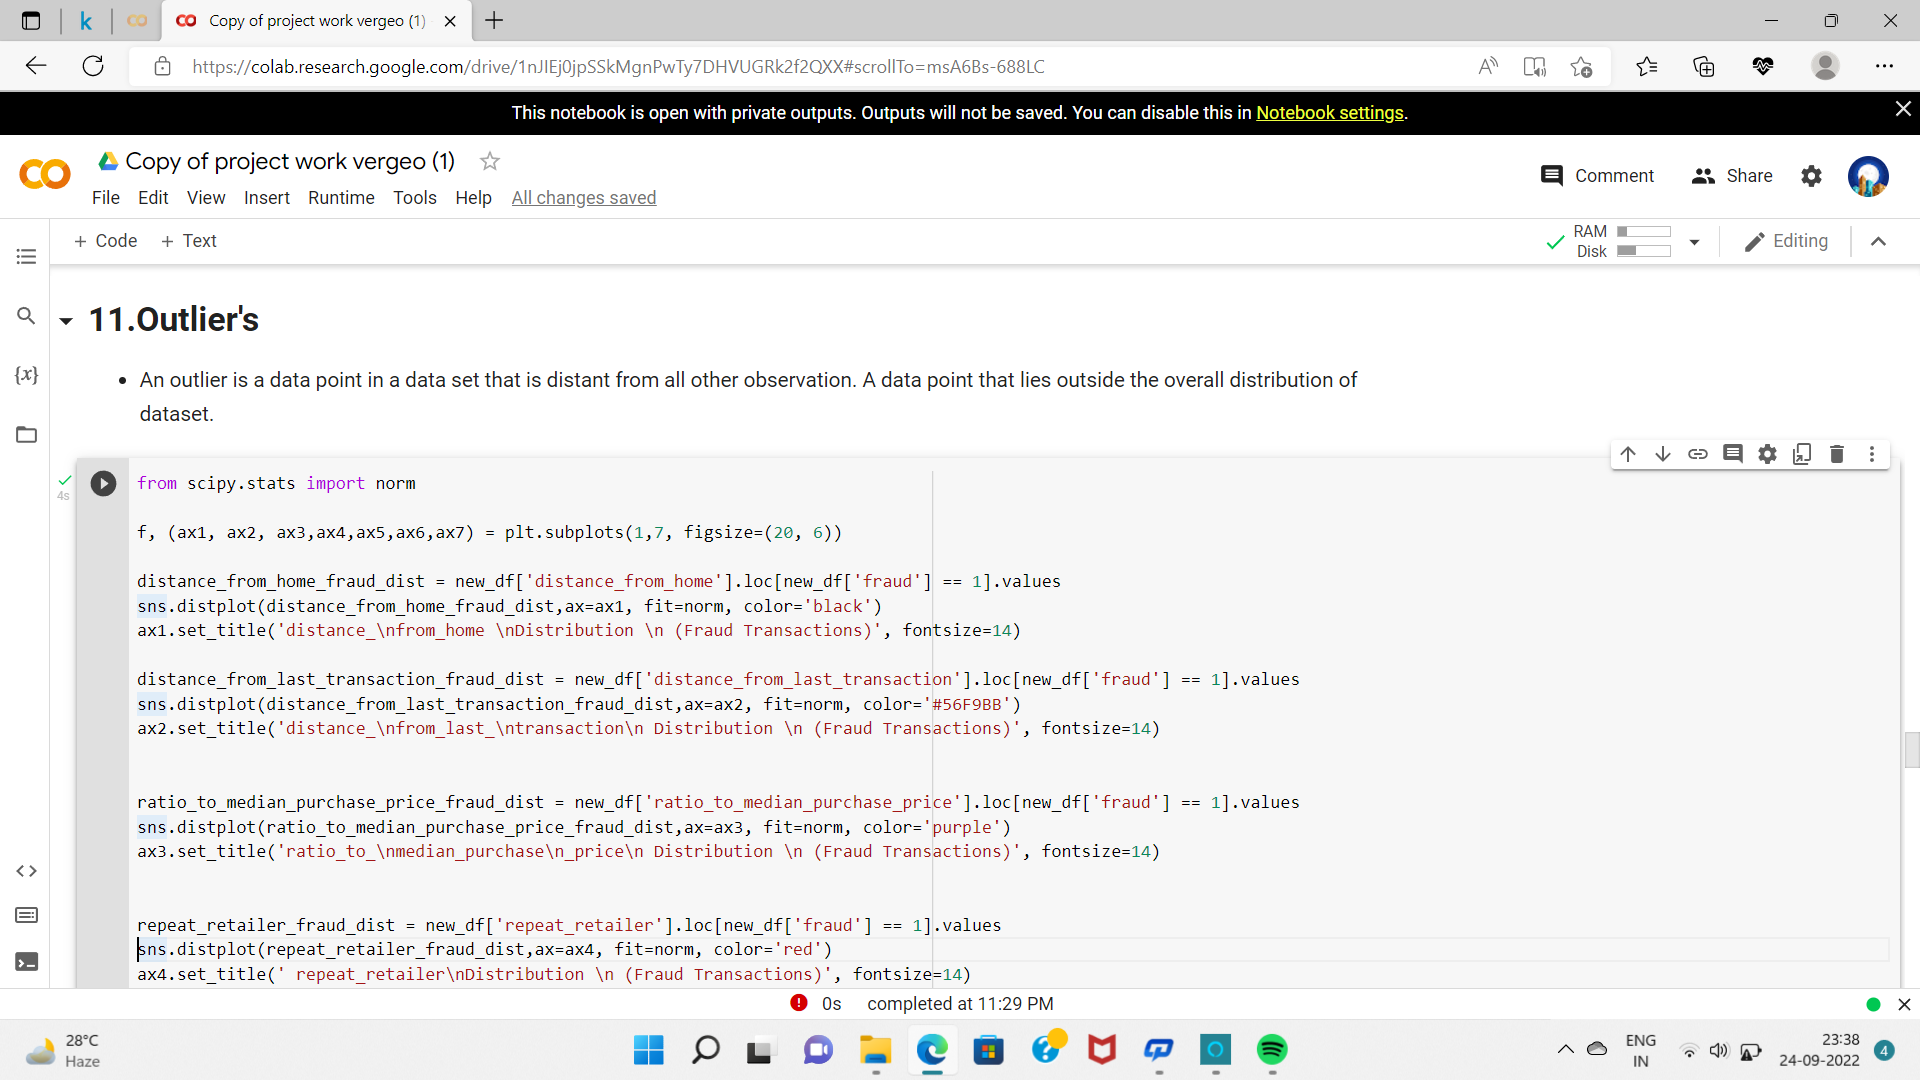 Copy of project work vergeo (1)
https://colab.research.google.com/drive/1nJIEj0jpSSkMgnPwTy7DHVUGRk2f2QXX#scrollTo=msA6Bs-688LC
This notebook is open with private outputs. Outputs will not be saved. You can disable this in Notebook settings.
Copy of project work vergeo (1)
File Edit View Insert Runtime Tools Help All changes saved
Comment Share
+ Code + Text
RAM
Disk
Editing
11.Outlier's
• An outlier is a data point in a data set that is distant from all other observation. A data point that lies outside the overall distribution of
dataset.
4s
from scipy.stats import norm
f, (ax1, ax2, ax3,ax4,ax5,ax6,ax7) = plt.subplots(1,7, figsize=(20, 6))
distance_from_home_fraud_dist = new_df['distance_from_home'].loc[new_df['fraud'] == 1].values
sns.distplot(distance_from_home_fraud_dist,ax=ax1, fit=norm, color='black')
ax1.set_title('distance_\nfrom_home \nDistribution \n (Fraud Transactions)', fontsize=14)
distance_from_last_transaction_fraud_dist = new_df['distance_from_last_transaction'].loc[new_df['fraud'] == 1].values
sns.distplot(distance_from_last_transaction_fraud_dist,ax=ax2, fit=norm, color='#56F9BB')
ax2.set_title('distance_\nfrom_last_\ntransaction\n Distribution \n (Fraud Transactions)', fontsize=14)
ratio_to_median_purchase_price_fraud_dist = new_df['ratio_to_median_purchase_price'].loc[new_df['fraud'] == 1].values
sns.distplot(ratio_to_median_purchase_price_fraud_dist,ax=ax3, fit=norm, color='purple')
ax3.set_title('ratio_to_\nmedian_purchase\n_price\n Distribution \n (Fraud Transactions)', fontsize=14)
repeat_retailer_fraud_dist = new_df['repeat_retailer'].loc[new_df['fraud'] == 1].values
sns.distplot(repeat_retailer_fraud_dist,ax=ax4, fit=norm, color='red')
ax4.set_title(' repeat_retailer\nDistribution \n (Fraud Transactions)', fontsize=14)
0s completed at 11:29 PM
28°C
Haze
ENG
IN
23:38
24-09-2022
4